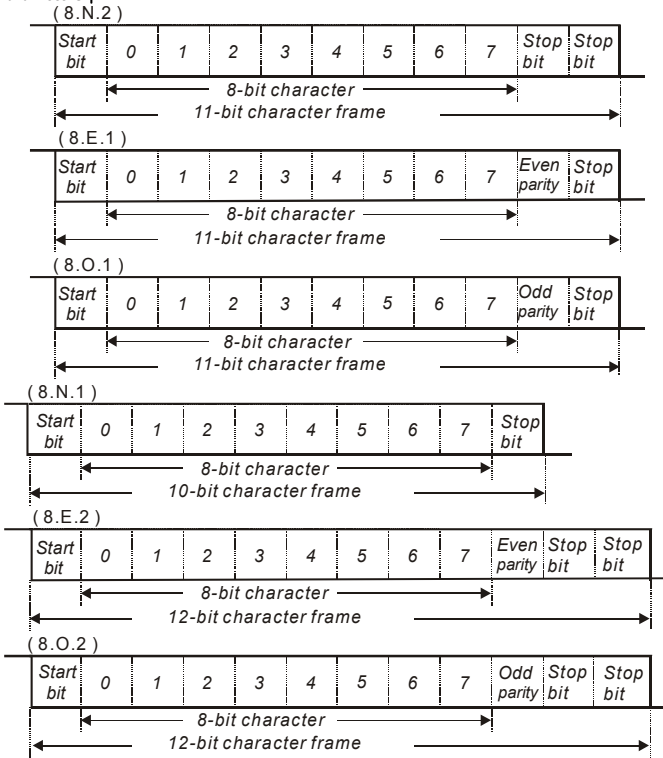 ( 8.N.2 )
Start bit 0 1 2 3 4 5 6 7 Stop bit Stop bit
8-bit character
11-bit character frame
( 8.E.1 )
Start bit 0 1 2 3 4 5 6 7 Even parity Stop bit
8-bit character
11-bit character frame
( 8.O.1 )
Start bit 0 1 2 3 4 5 6 7 Odd parity Stop bit
8-bit character
11-bit character frame
( 8.N.1 )
Start bit 0 1 2 3 4 5 6 7 Stop bit
8-bit character
10-bit character frame
( 8.E.2 )
Start bit 0 1 2 3 4 5 6 7 Even parity Stop bit Stop bit
8-bit character
12-bit character frame
( 8.O.2 )
Start bit 0 1 2 3 4 5 6 7 Odd parity Stop bit Stop bit
8-bit character
12-bit character frame